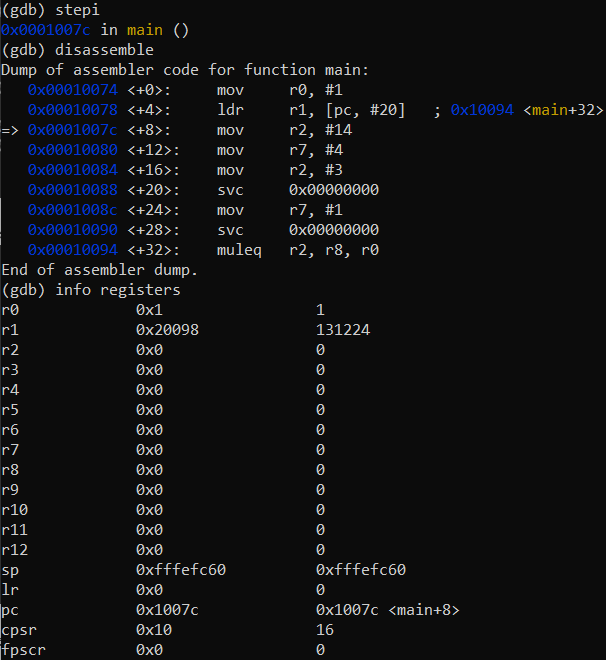 (gdb) stepi
0x0001007c in main ()
(gdb) disassemble
Dump of assembler code for function main:
   0x00010074 <+0>:     mov     r0, #1
   0x00010078 <+4>:     ldr     r1, [pc, #20]   ; 0x10094 <main+32>
=> 0x0001007c <+8>:     mov     r2, #14
   0x00010080 <+12>:    mov     r7, #4
   0x00010084 <+16>:    mov     r2, #3
   0x00010088 <+20>:    svc     0x00000000
   0x0001008c <+24>:    mov     r7, #1
   0x00010090 <+28>:    svc     0x00000000
   0x00010094 <+32>:    muleq   r2, r8, r0
End of assembler dump.
(gdb) info registers
r0             0x1                 1
r1             0x20098             131224
r2             0x0                 0
r3             0x0                 0
r4             0x0                 0
r5             0x0                 0
r6             0x0                 0
r7             0x0                 0
r8             0x0                 0
r9             0x0                 0
r10            0x0                 0
r11            0x0                 0
r12            0x0                 0
sp             0xfffefc60          0xfffefc60
lr             0x0                 0
pc             0x1007c             0x1007c <main+8>
cpsr           0x10                16
fpscr          0x0                 0